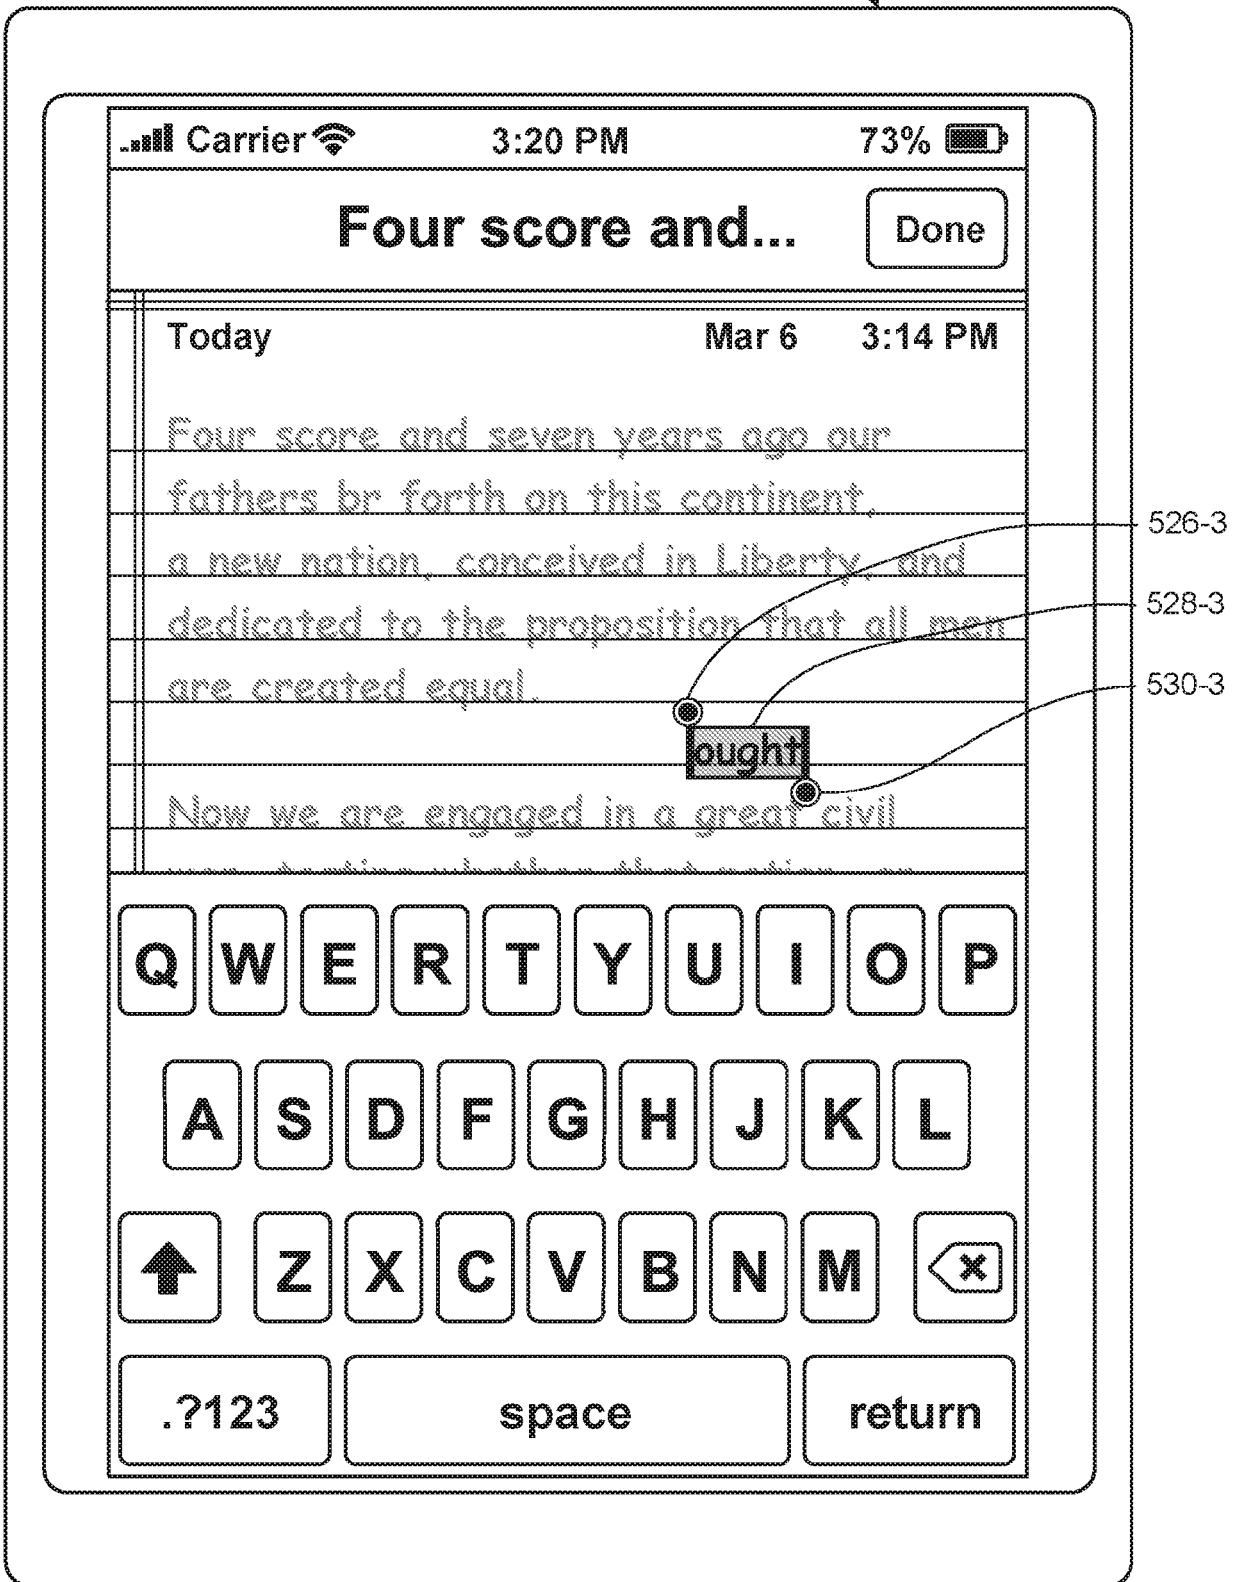 Carrier 3:20 PM 73%
Four score and... Done
Today Mar 6 3:14 PM
Four score and seven years ago our
fathers br forth on this continent,
a new nation, conceived in Liberty, and
dedicated to the proposition that all men
are created equal.
ought
Now we are engaged in a great civil
526-3
528-3
530-3
Q W E R T Y U I O P
A S D F G H J K L
Z X C V B N M
.?123 space return